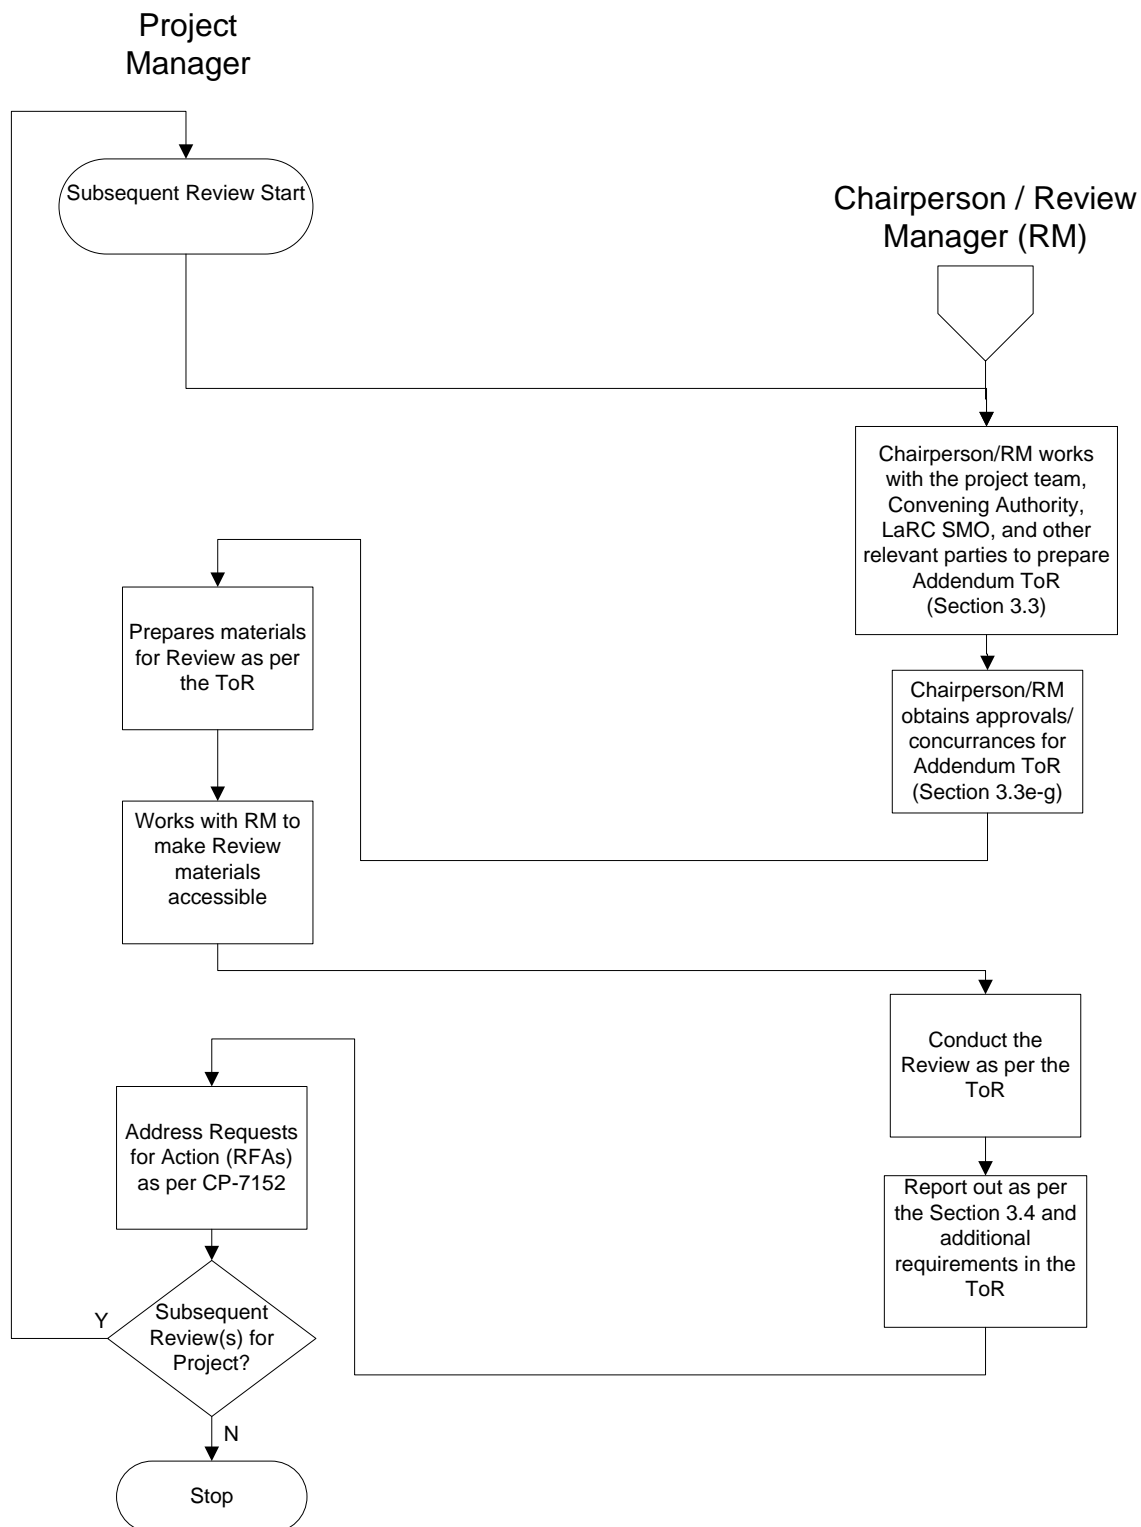 Project
Manager
Subsequent Review Start
Chairperson / Review
Manager (RM)
Chairperson/RM works
with the project team,
Convening Authority,
LaRC SMO, and other
relevant parties to prepare
Addendum ToR
(Section 3.3)
Chairperson/RM
obtains approvals/
concurrances for
Addendum ToR
(Section 3.3e-g)
Prepares materials
for Review as per
the ToR
Works with RM to
make Review
materials
accessible
Conduct the
Review as per the
ToR
Report out as per
the Section 3.4 and
additional
requirements in the
ToR
Address Requests
for Action (RFAs)
as per CP-7152
Subsequent
Review(s) for
Project?
Y
N
Stop